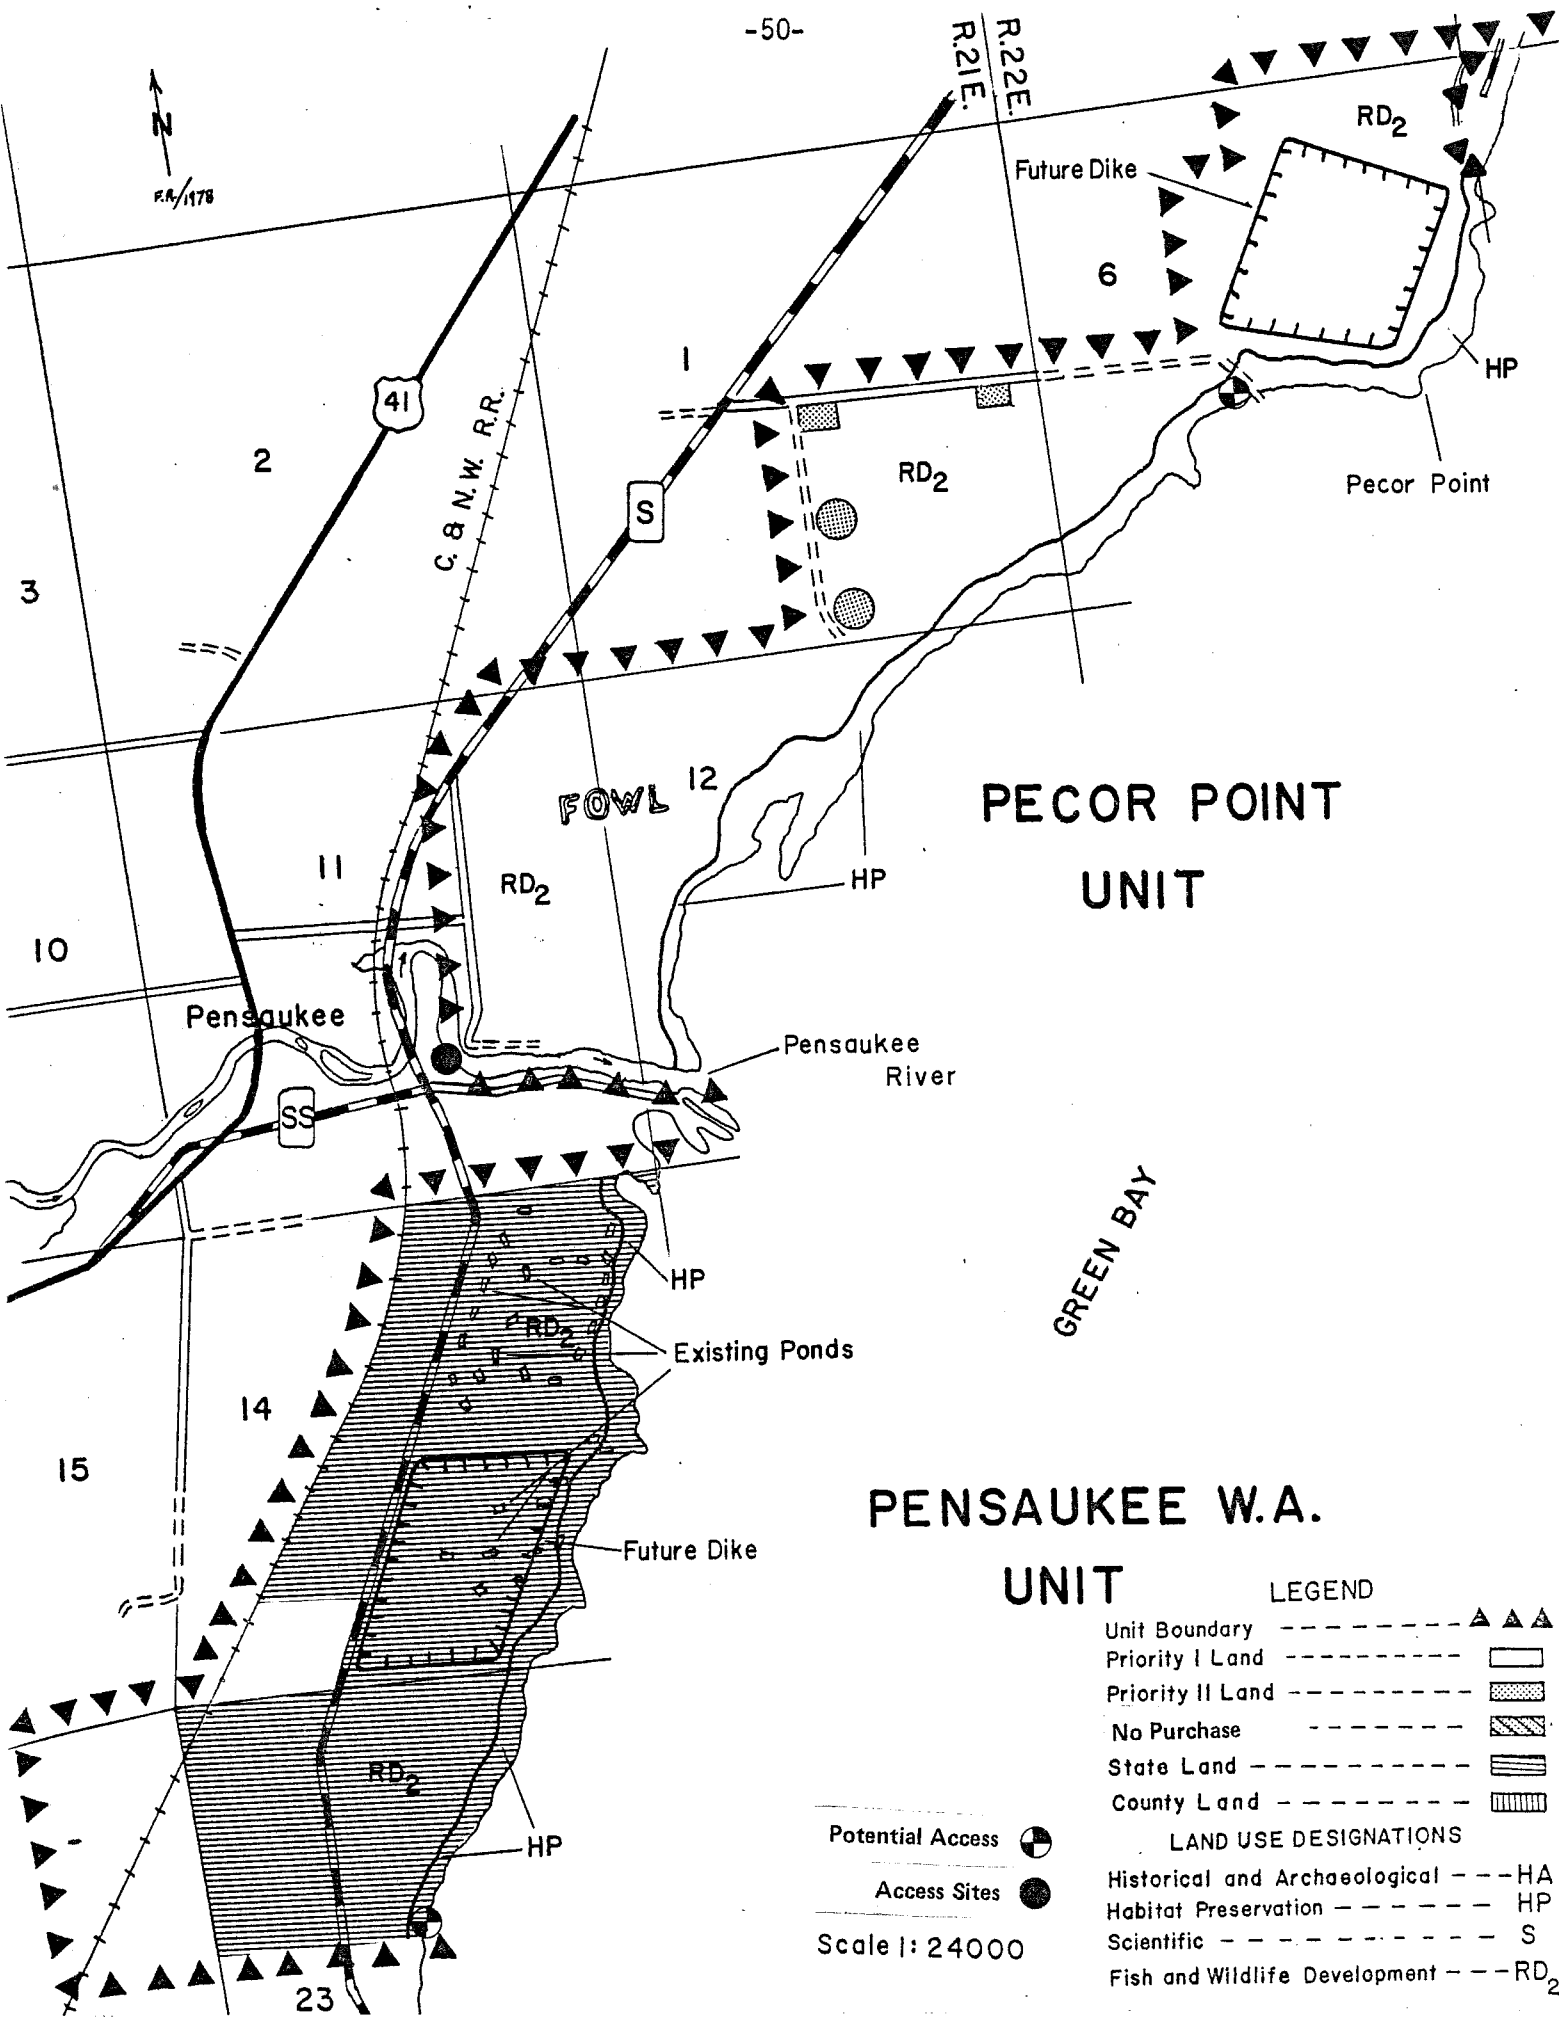 -50-
R.21E.
R.22E.
N
F.R./1978
RD2
Future Dike
6
1
HP
41
C. & N.W. R.R.
2
S
RD2
Pecor Point
3
FOWL
12
PECOR POINT
UNIT
11
RD2
HP
10
Pensaukee
Pensaukee
River
SS
HP
GREEN BAY
RD2
Existing Ponds
14
15
PENSAUKEE W.A.
UNIT
Future Dike
RD2
HP
23
LEGEND
Unit Boundary
Priority I Land
Priority II Land
No Purchase
State Land
County Land
Potential Access
Access Sites
Scale 1:24000
LAND USE DESIGNATIONS
Historical and Archaeological ---HA
Habitat Preservation ------ HP
Scientific --------- S
Fish and Wildlife Development ---RD2